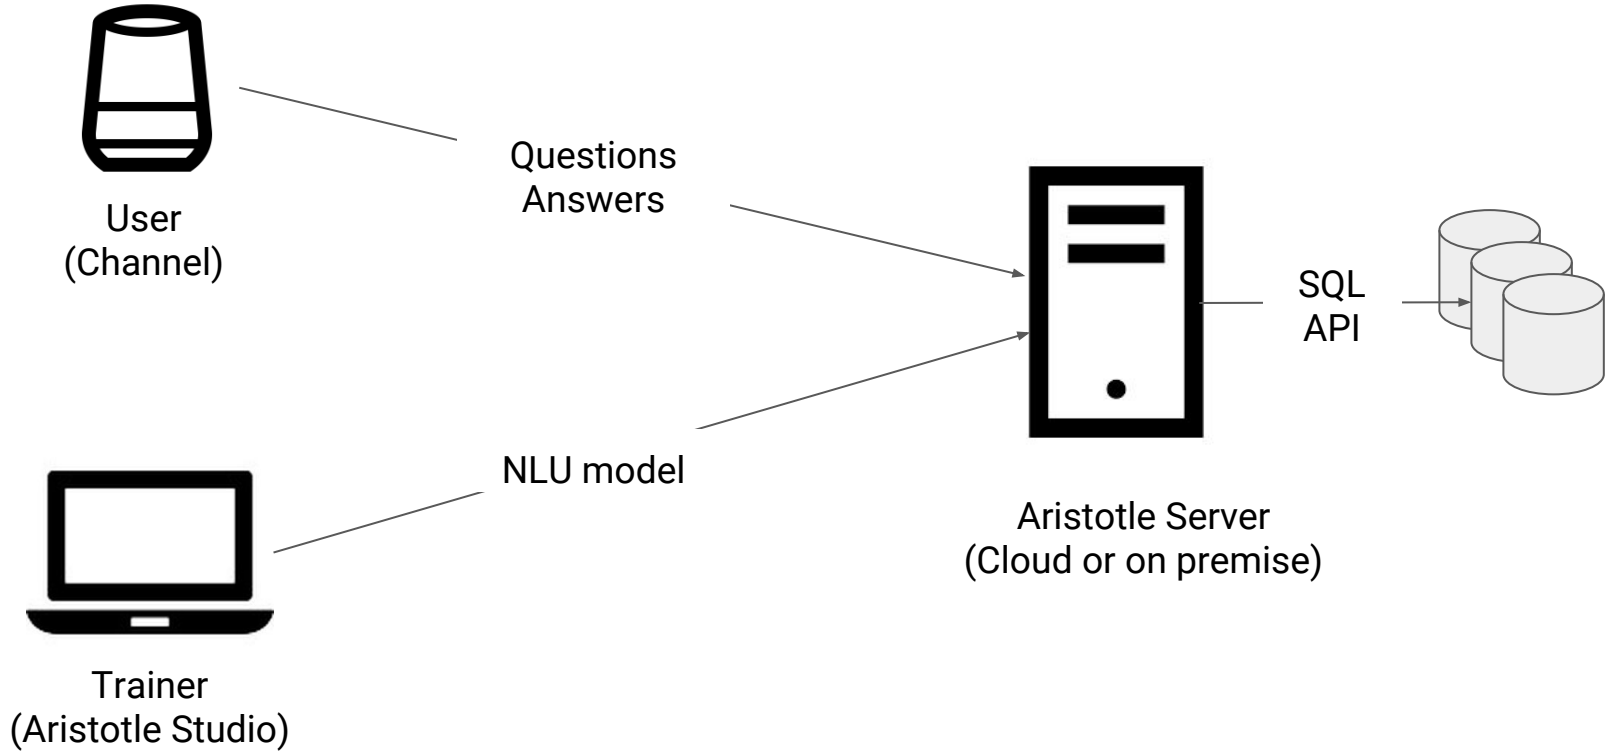 User
(Channel)
Questions
Answers
SQL
API
NLU model
Aristotle Server
(Cloud or on premise)
Trainer
(Aristotle Studio)